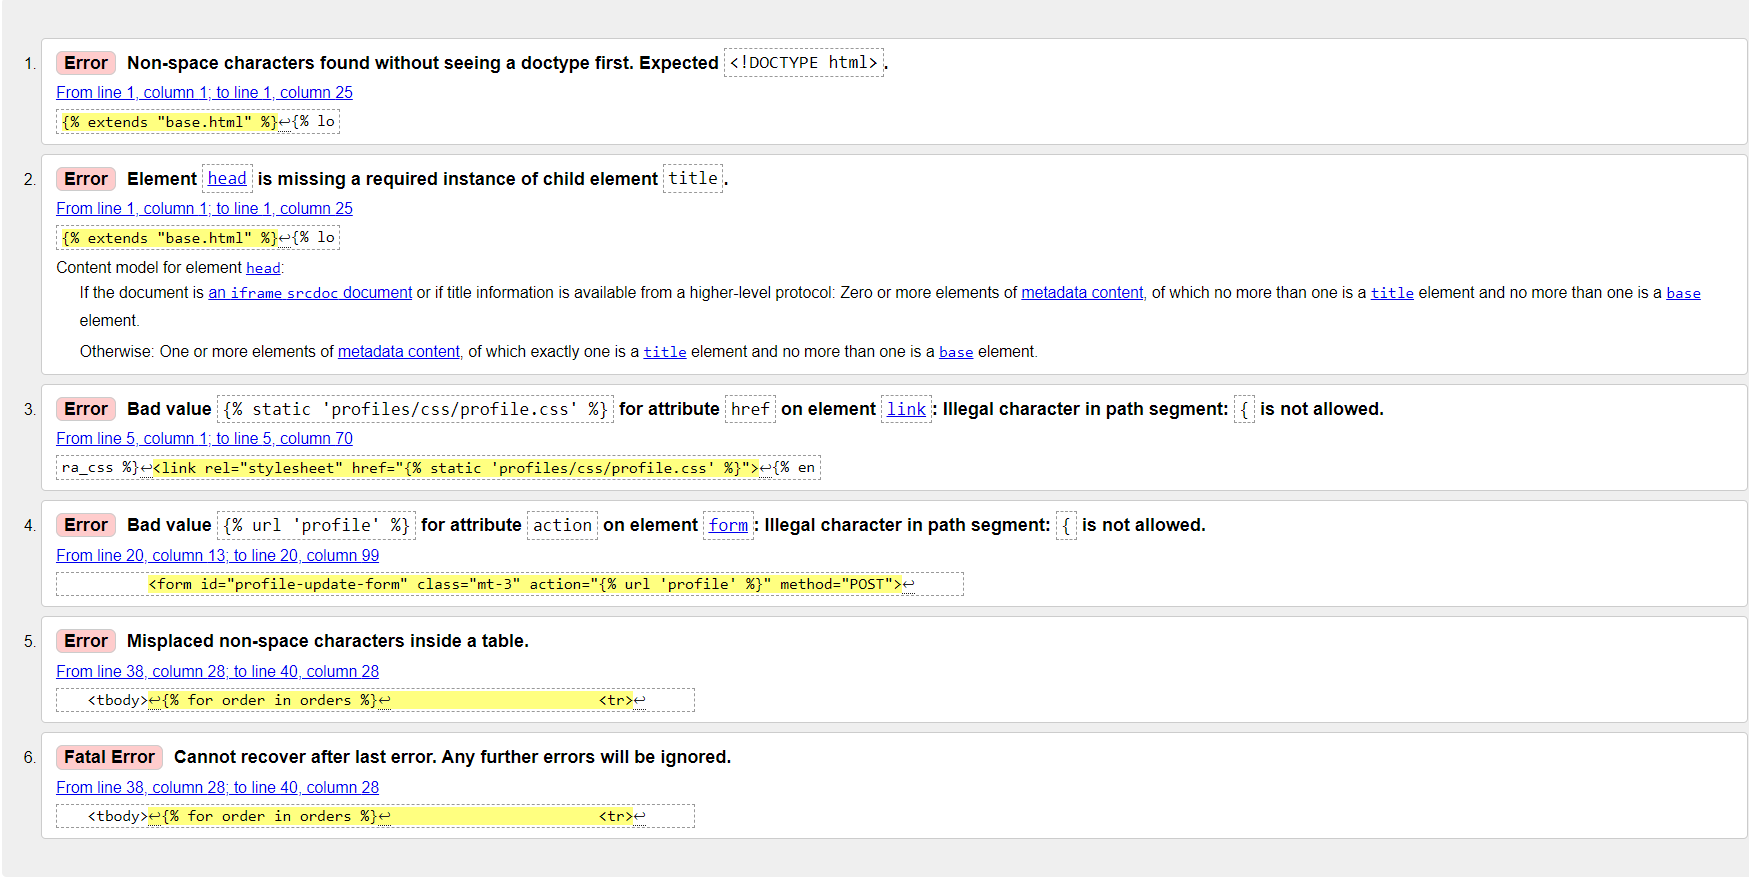 1. Error Non-space characters found without seeing a doctype first. Expected <!DOCTYPE html>.
From line 1, column 1; to line 1, column 25
{% extends "base.html" %}↩{% lo
2. Error Element head is missing a required instance of child element title.
From line 1, column 1; to line 1, column 25
{% extends "base.html" %}↩{% lo
Content model for element head:
If the document is an iframe srcdoc document or if title information is available from a higher-level protocol: Zero or more elements of metadata content, of which no more than one is a title element and no more than one is a base
element.
Otherwise: One or more elements of metadata content, of which exactly one is a title element and no more than one is a base element.
3. Error Bad value {% static 'profiles/css/profile.css' %} for attribute href on element link: Illegal character in path segment: { is not allowed.
From line 5, column 1; to line 5, column 70
ra_css %}↩<link rel="stylesheet" href="{% static 'profiles/css/profile.css' %}">↩{% en
4. Error Bad value {% url 'profile' %} for attribute action on element form: Illegal character in path segment: { is not allowed.
From line 20, column 13; to line 20, column 99
<form id="profile-update-form" class="mt-3" action="{% url 'profile' %}" method="POST">↩
5. Error Misplaced non-space characters inside a table.
From line 38, column 28; to line 40, column 28
<tbody>↩{% for order in orders %}↩ <tr>↩
6. Fatal Error Cannot recover after last error. Any further errors will be ignored.
From line 38, column 28; to line 40, column 28
<tbody>↩{% for order in orders %}↩ <tr>↩